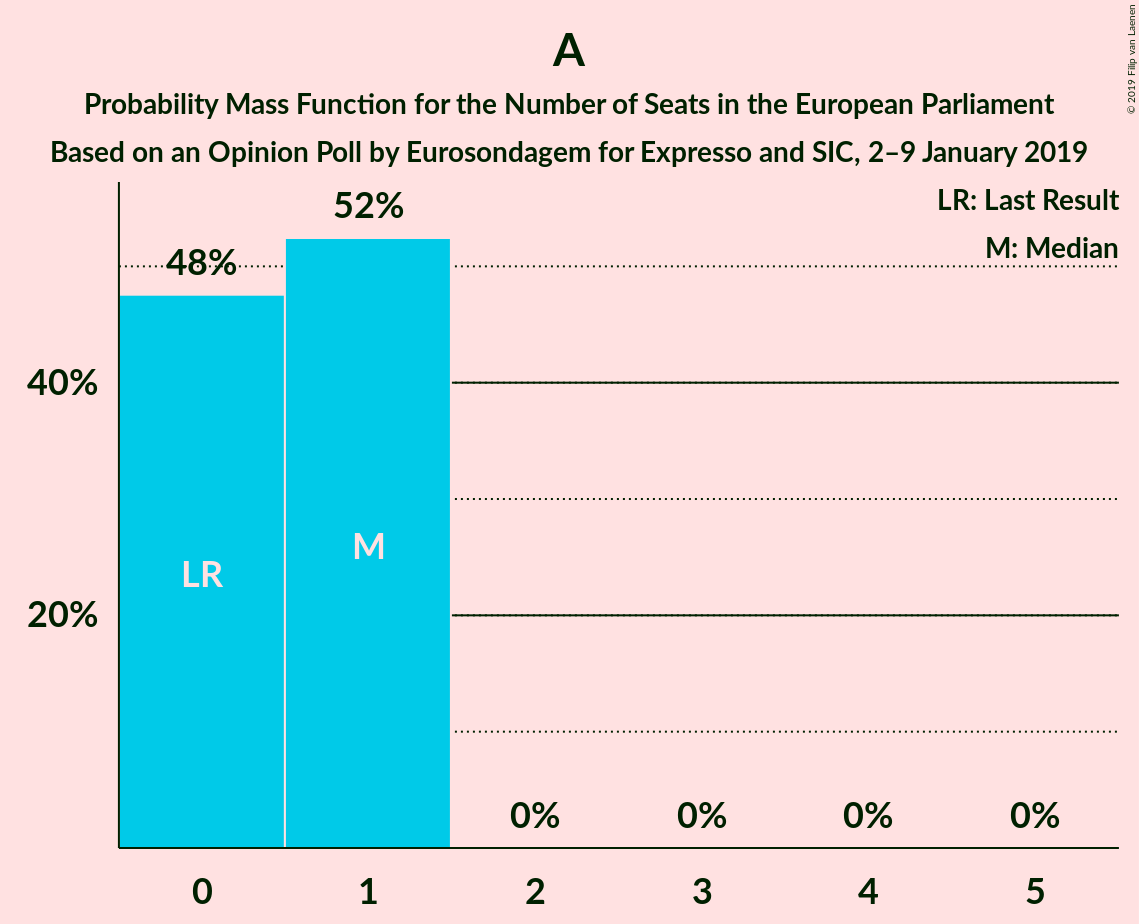 A
Probability Mass Function for the Number of Seats in the European Parliament
Based on an Opinion Poll by Eurosondagem for Expresso and SIC, 2–9 January 2019
© 2019 Filip van Laenen
LR: Last Result
M: Median
52%
48%
40%
20%
LR
M
0%
0%
0%
0%
0
1
2
3
4
5